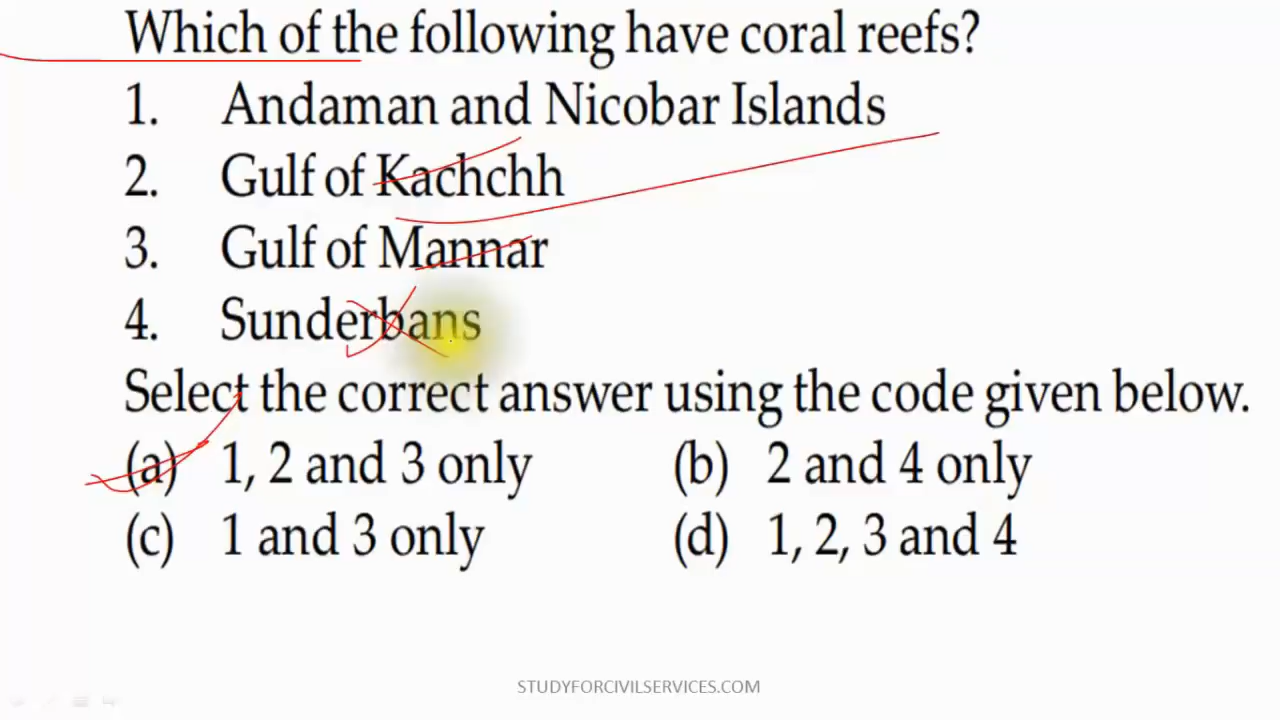 Which of the following have coral reefs?
1. Andaman and Nicobar Islands
2. Gulf of Kachchh
3. Gulf of Mannar
4. Sunderbans
Select the correct answer using the code given below.
(a) 1, 2 and 3 only (b) 2 and 4 only
(c) 1 and 3 only (d) 1, 2, 3 and 4
STUDYFORCIVILSERVICES.COM